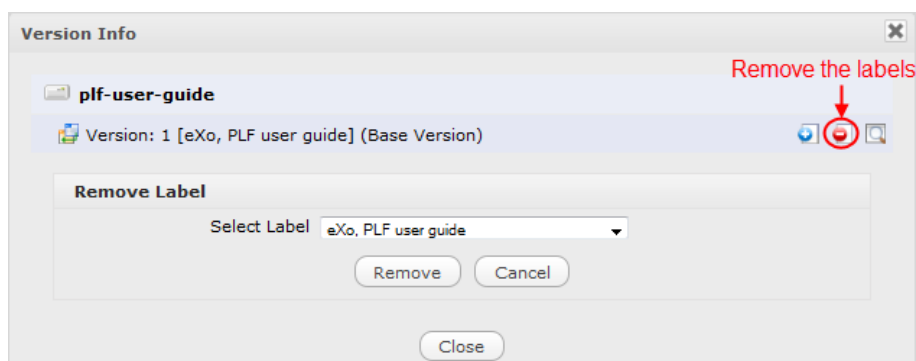 Version Info
Remove the labels
plf-user-guide
Version: 1 [eXo, PLF user guide] (Base Version)
Remove Label
Select Label eXo, PLF user guide
Remove Cancel
Close